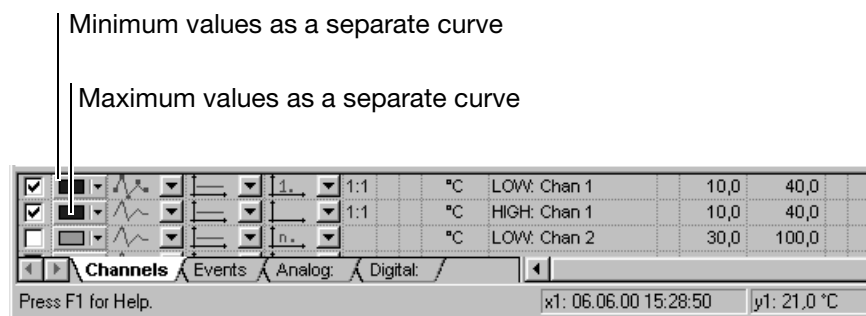 Minimum values as a separate curve
Maximum values as a separate curve
1. 1:1 °C LOW: Chan 1 10,0 40,0
1:1 °C HIGH: Chan 1 10,0 40,0
n. °C LOW: Chan 2 30,0 100,0
Channels Events Analog: Digital:
Press F1 for Help. x1: 06.06.00 15:28:50 y1: 21,0 °C